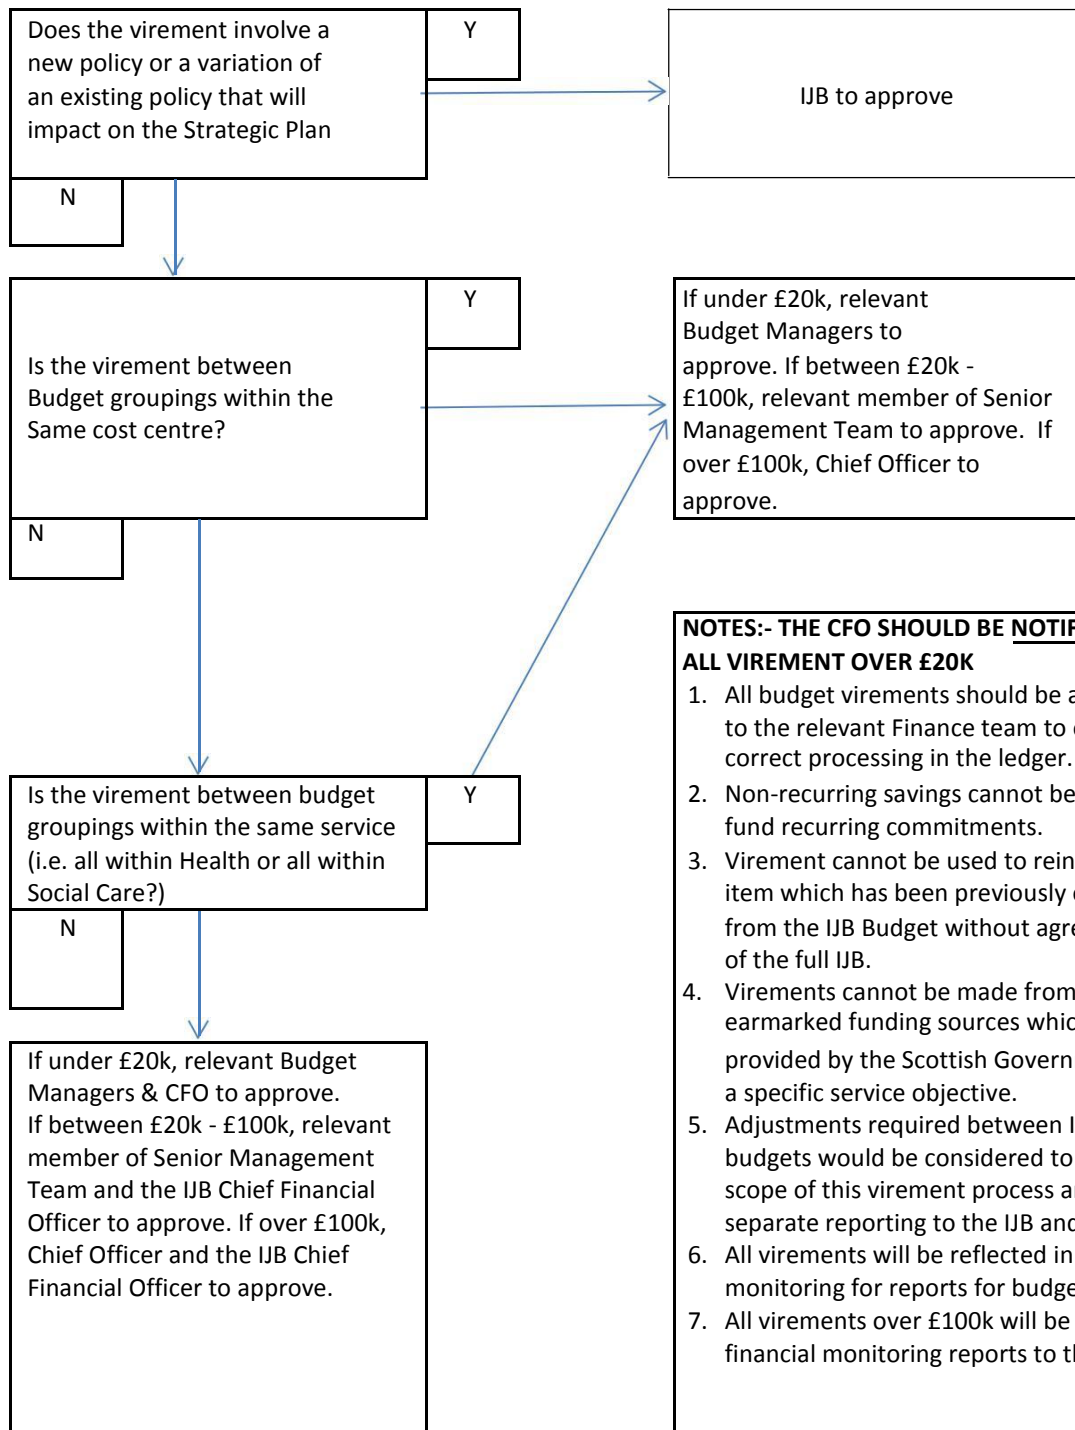 Does the virement involve a
new policy or a variation of
an existing policy that will
impact on the Strategic Plan
Y
IJB to approve
N
Is the virement between
Budget groupings within the
Same cost centre?
Y
If under £20k, relevant
Budget Managers to
approve. If between £20k -
£100k, relevant member of Senior
Management Team to approve. If
over £100k, Chief Officer to
approve.
N
Is the virement between budget
groupings within the same service
(i.e. all within Health or all within
Social Care?)
Y
N
If under £20k, relevant Budget
Managers & CFO to approve.
If between £20k - £100k, relevant
member of Senior Management
Team and the IJB Chief Financial
Officer to approve. If over £100k,
Chief Officer and the IJB Chief
Financial Officer to approve.
NOTES:- THE CFO SHOULD BE
ALL VIREMENT OVER £20K
1. All budget virements should be
to the relevant Finance team to
correct processing in the ledger.
2. Non-recurring savings cannot be
fund recurring commitments.
3. Virement cannot be used to
item which has been previously
from the IJB Budget without
of the full IJB.
4. Virements cannot be made from
earmarked funding sources
provided by the Scottish
a specific service objective.
5. Adjustments required between
budgets would be considered to
scope of this virement process
separate reporting to the IJB and
6. All virements will be reflected in
monitoring for reports for
7. All virements over £100k will be
financial monitoring reports to